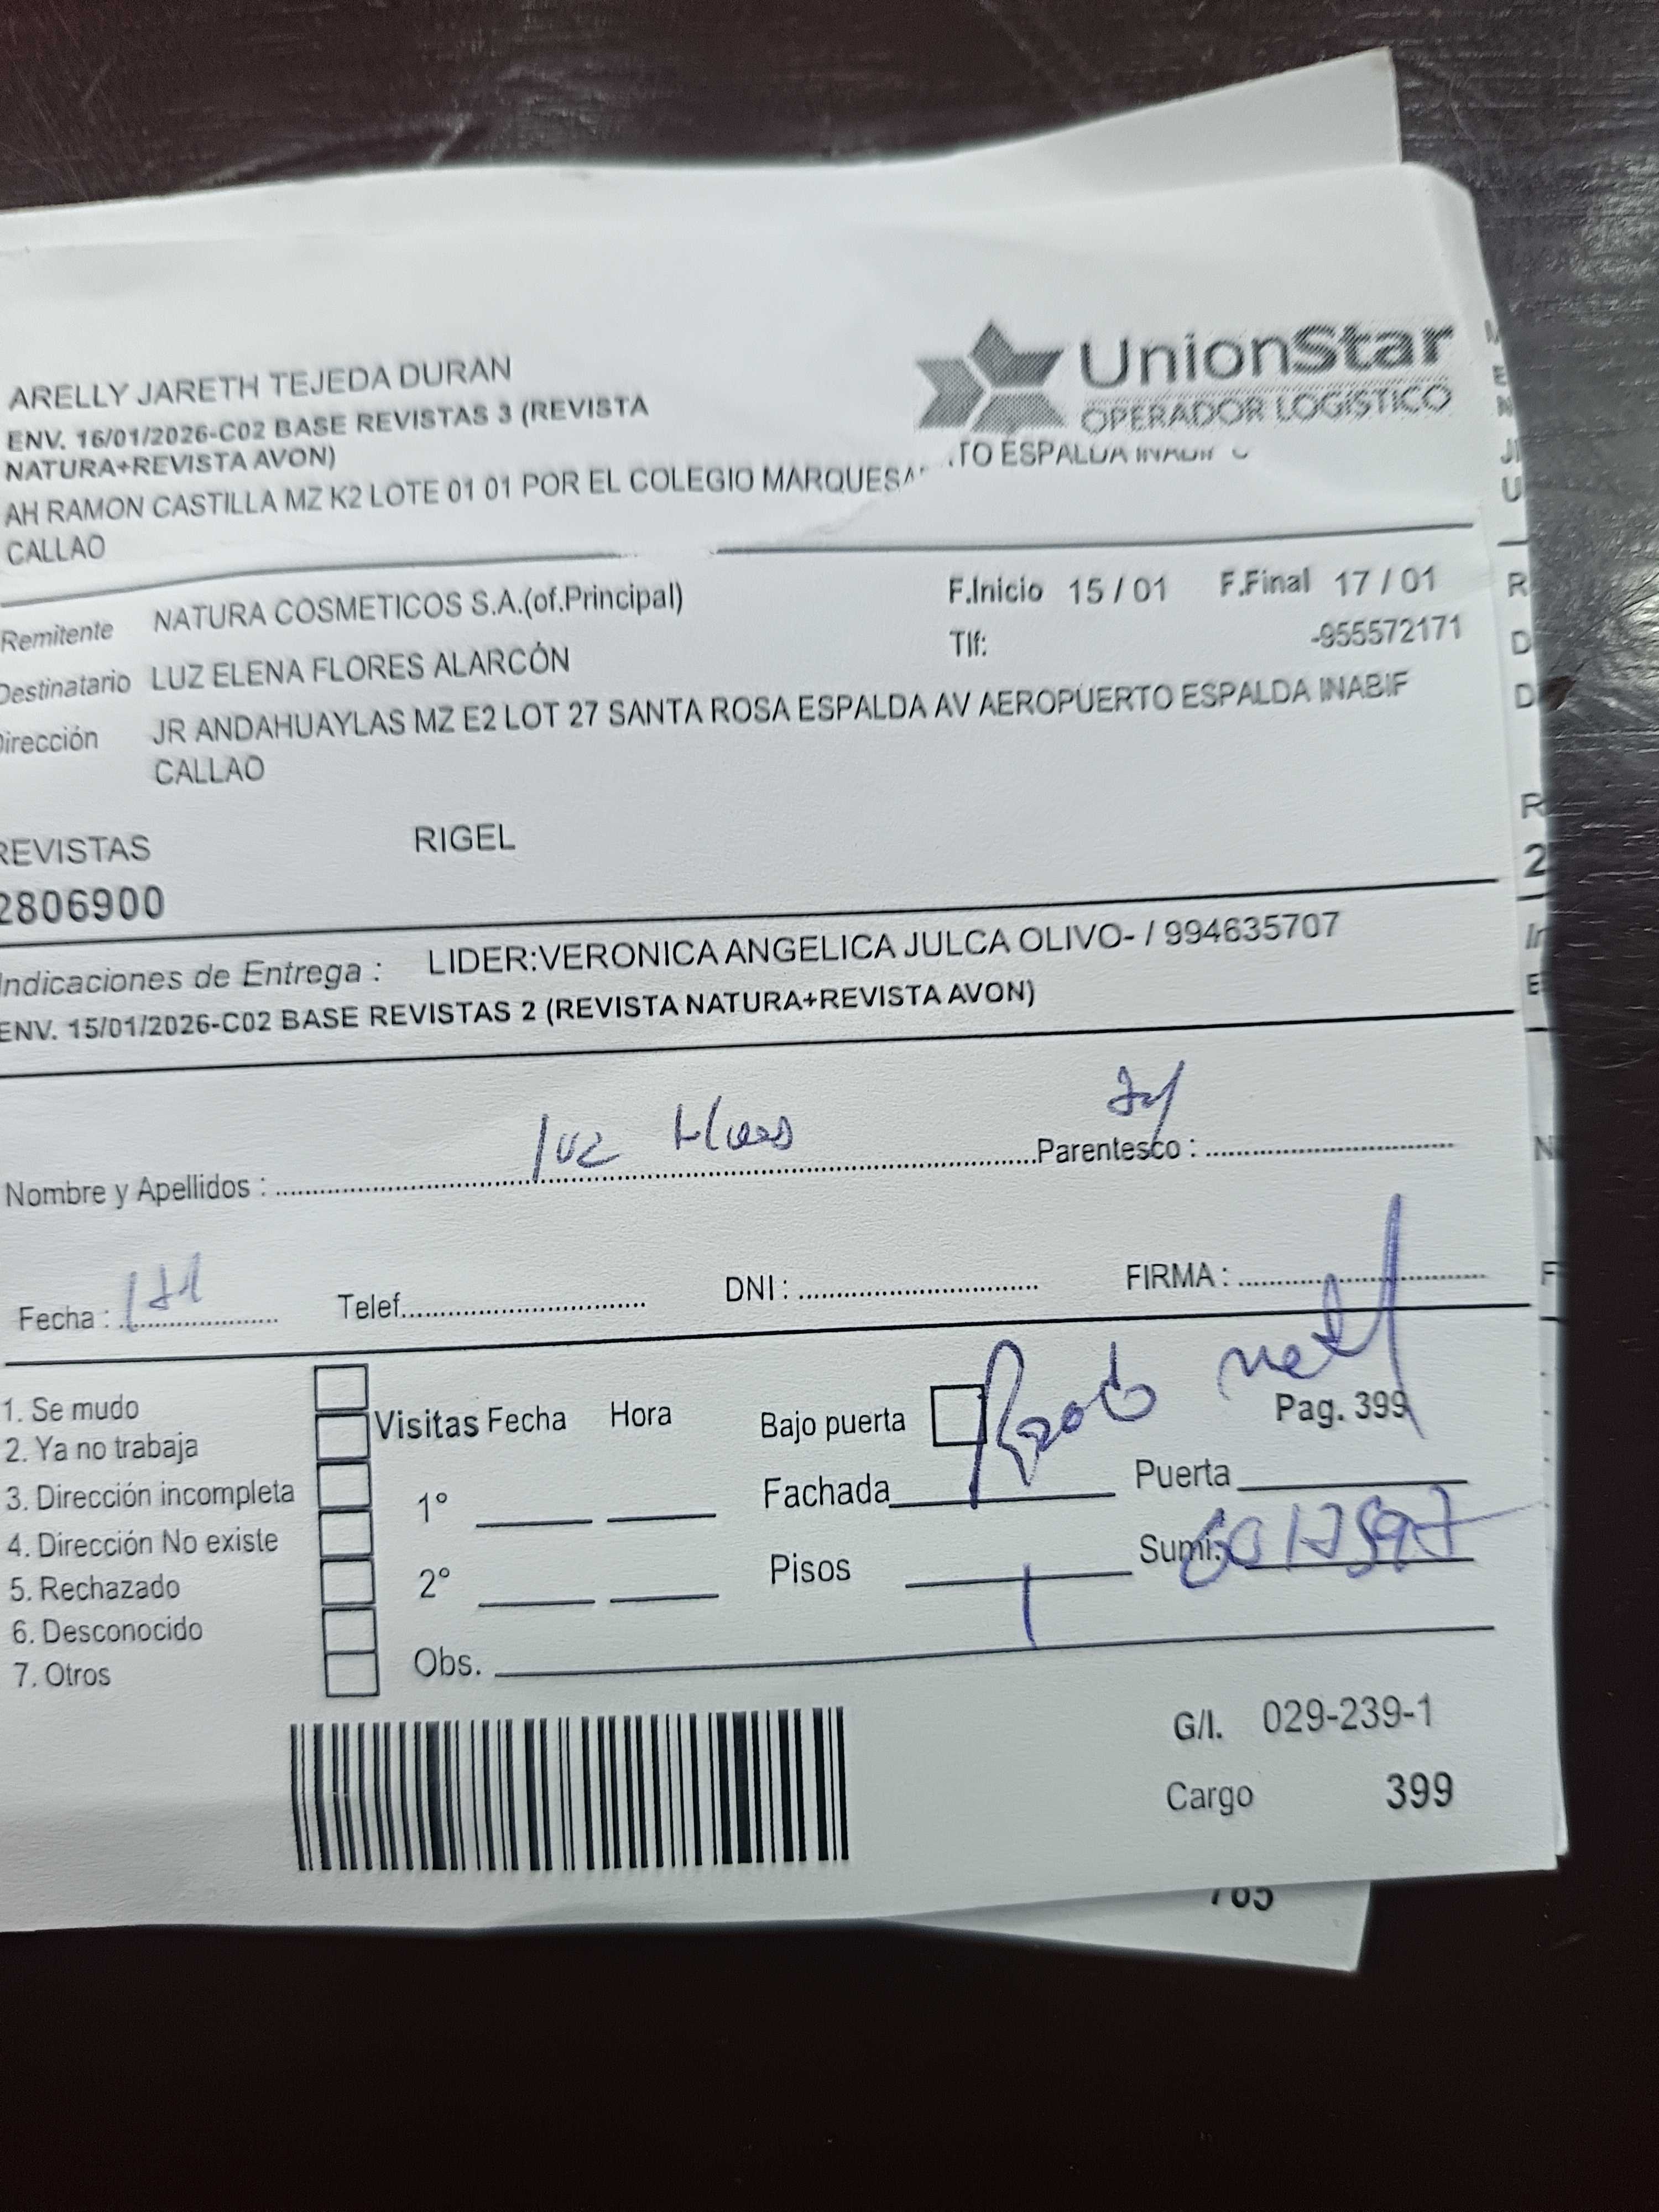 ARELLY JARETH TEJEDA DURAN
ENV. 16/01/2026-C02 BASE REVISTAS 3 (REVISTA
NATURA+REVISTA AVON)
AH RAMON CASTILLA MZ K2 LOTE 01 01 POR EL COLEGIO
CALLAO
UnionStar
OPERADOR LOGÍSTICO
TO ESPALDA INABIF
Remitente NATURA COSMETICOS S.A.(of.Principal) F.Inicio 15 / 01 F.Final 17 / 01
Destinatario LUZ ELENA FLORES ALARCÓN Tlf: -955572171
Dirección JR ANDAHUAYLAS MZ E2 LOT 27 SANTA ROSA ESPALDA AV AEROPUERTO ESPALDA INABIF
CALLAO
REVISTAS RIGEL
2806900
Indicaciones de Entrega : LIDER:VERONICA ANGELICA JULCA OLIVO- / 994635707
ENV. 15/01/2026-C02 BASE REVISTAS 2 (REVISTA NATURA+REVISTA AVON)
Nombre y Apellidos : Luz Parentesco :
Fecha : Telef. DNI : FIRMA :
1. Se mudo
2. Ya no trabaja
3. Dirección incompleta
4. Dirección No existe
5. Rechazado
6. Desconocido
7. Otros
Visitas Fecha Hora Bajo puerta Pag. 399
1° Fachada Puerta
2° Pisos 1 Sumi.
Obs.
G/I. 029-239-1
Cargo 399